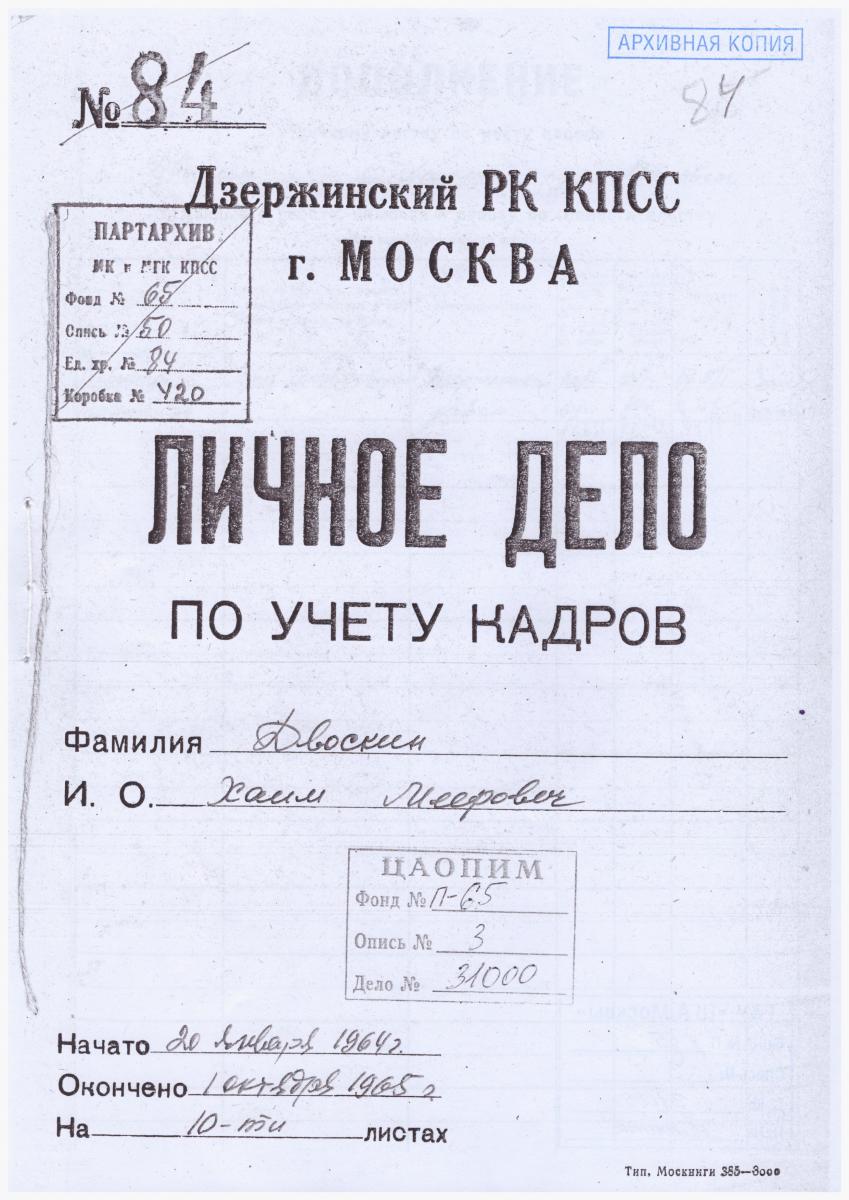 АРХИВНАЯ КОПИЯ
№ 84
84
Дзержинский РК КПСС
г. МОСКВА
ПАРТАРХИВ
МК и МГК КПСС
Фонд № 65
Опись № 50
Ед. хр. № 84
Коробка № 420
ЛИЧНОЕ ДЕЛО
ПО УЧЕТУ КАДРОВ
Фамилия Двоскин
И. О. Хаим Меерович
ЦАОПИМ
Фонд № П-65
Опись № 3
Дело № 31000
Начато 20 января 1964 г.
Окончено 1 октября 1965 г
На 10-ти листах
Тип. Москниги 385—3000